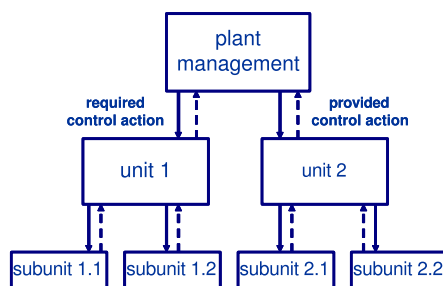 plant
management
required
control action
provided
control action
unit 1
unit 2
subunit 1.1
subunit 1.2
subunit 2.1
subunit 2.2